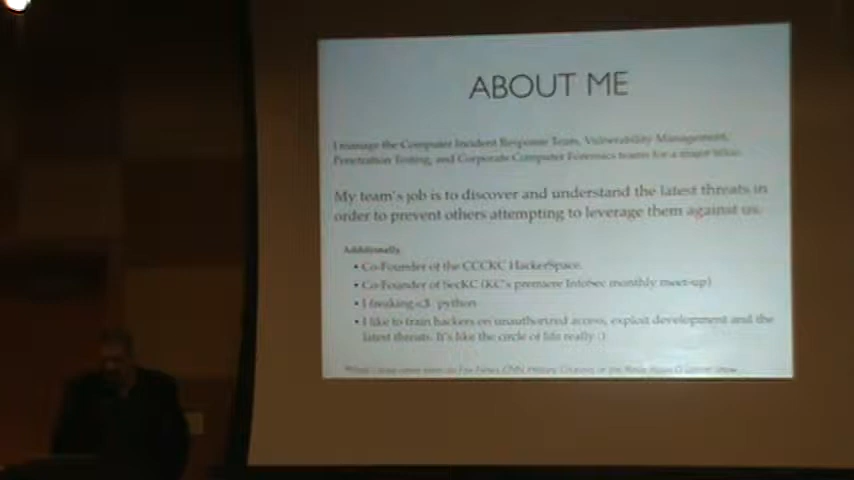 ABOUT ME
I manage the Computer Incident Response Team, Vulnerability Management,
Penetration Testing, and Corporate Computer Forensics teams for a major
My team's job is to discover and understand the latest threats in
order to prevent others attempting to leverage them against us.
Additionally
• Co-Founder of the CCCKC HackerSpace
• Co-Founder of SecKC (KC's premiere InfoSec monthly meet-up)
• I freaking <3 python
• I like to train hackers on unauthorized access, exploit development and the
latest threats. It's like the circle of life really :)